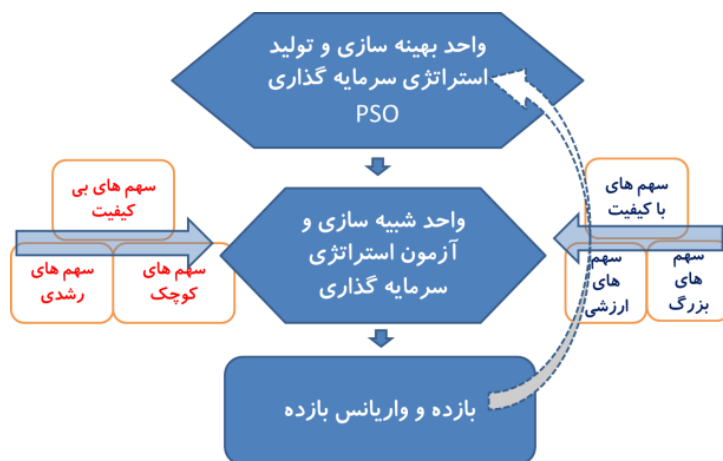 واحد بهینه سازی و تولید
استراتژی سرمایه گذاری
PSO
سهم های بی
کیفیت
سهم های
رشدی
سهم های
کوچک
واحد شبیه سازی و
آزمون استراتژی
سرمایه گذاری
سهم های
با کیفیت
سهم
های
ارزشی
سهم
های
بزرگ
بازده و واریانس بازده